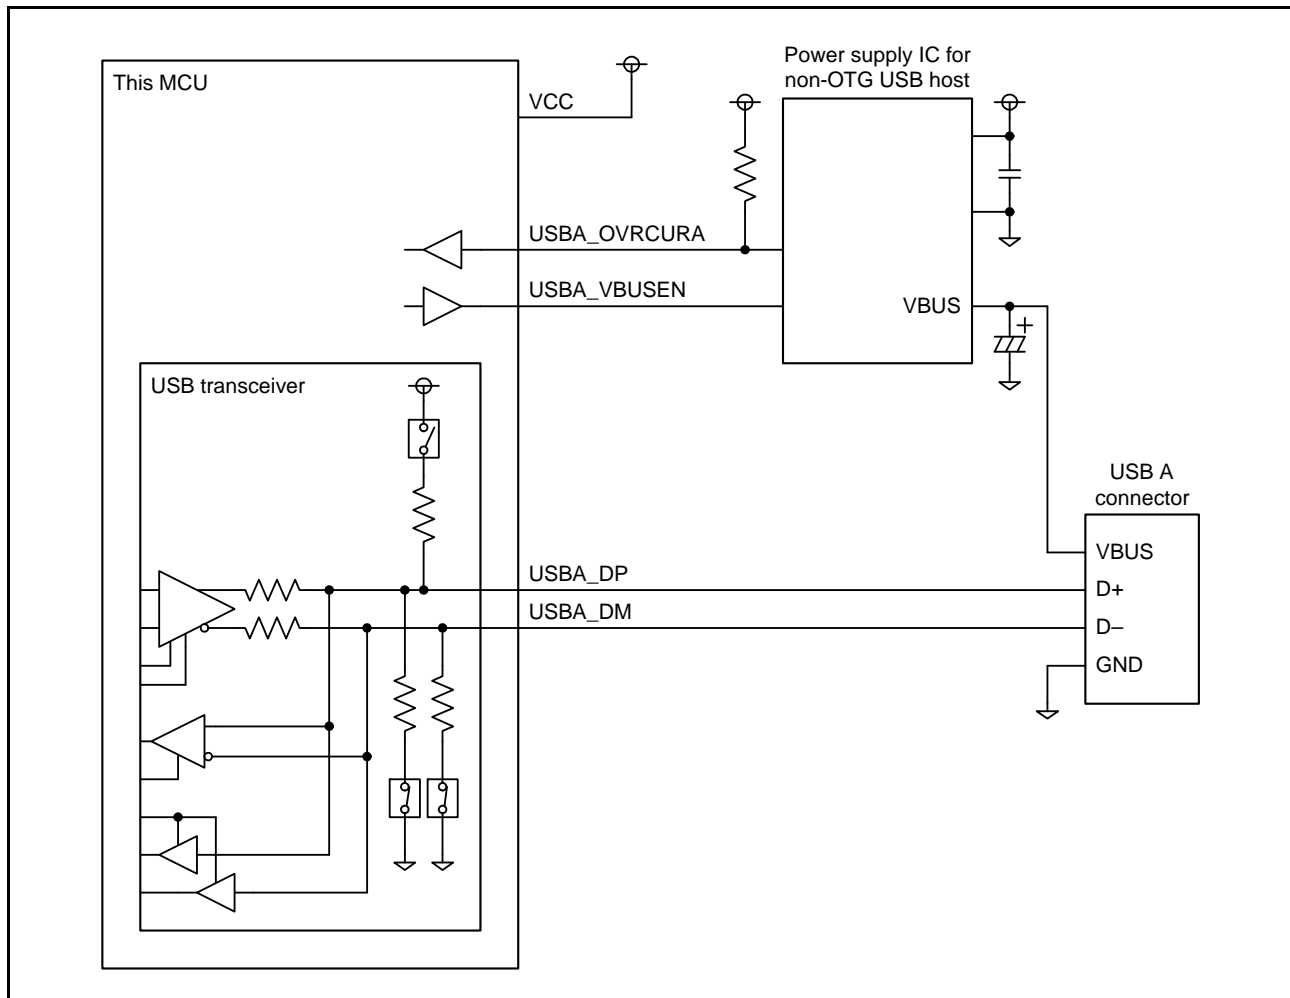 This MCU
VCC
Power supply IC for
non-OTG USB host
USBA_OVRCURA
USBA_VBUSEN
VBUS
USB transceiver
USB A
connector
USBA_DP
USBA_DM
VBUS
D+
D–
GND
+